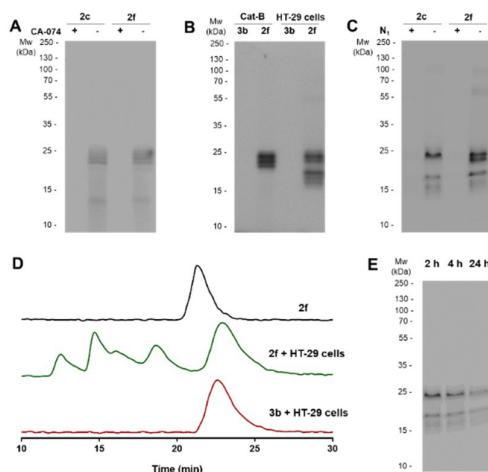 A
2c 2f
CA-074 + - + -
Mw
(kDa)
250 -
130 -
100 -
70 -
55 -
35 -
25 -
15 -
10 -
B
Cat-B HT-29 cells
3b 2f 3b 2f
Mw
(kDa)
250 -
130 -
100 -
70 -
55 -
35 -
25 -
15 -
10 -
C
2c 2f
+ - + -
Mw
(kDa)
250 -
130 -
100 -
70 -
55 -
35 -
25 -
15 -
10 -
D
2f
2f + HT-29 cells
3b + HT-29 cells
10 15 20 25 30
Time (min)
E
Mw
(kDa)
2 h 4 h 24 h
250 -
130 -
100 -
70 -
55 -
35 -
25 -
15 -
10 -